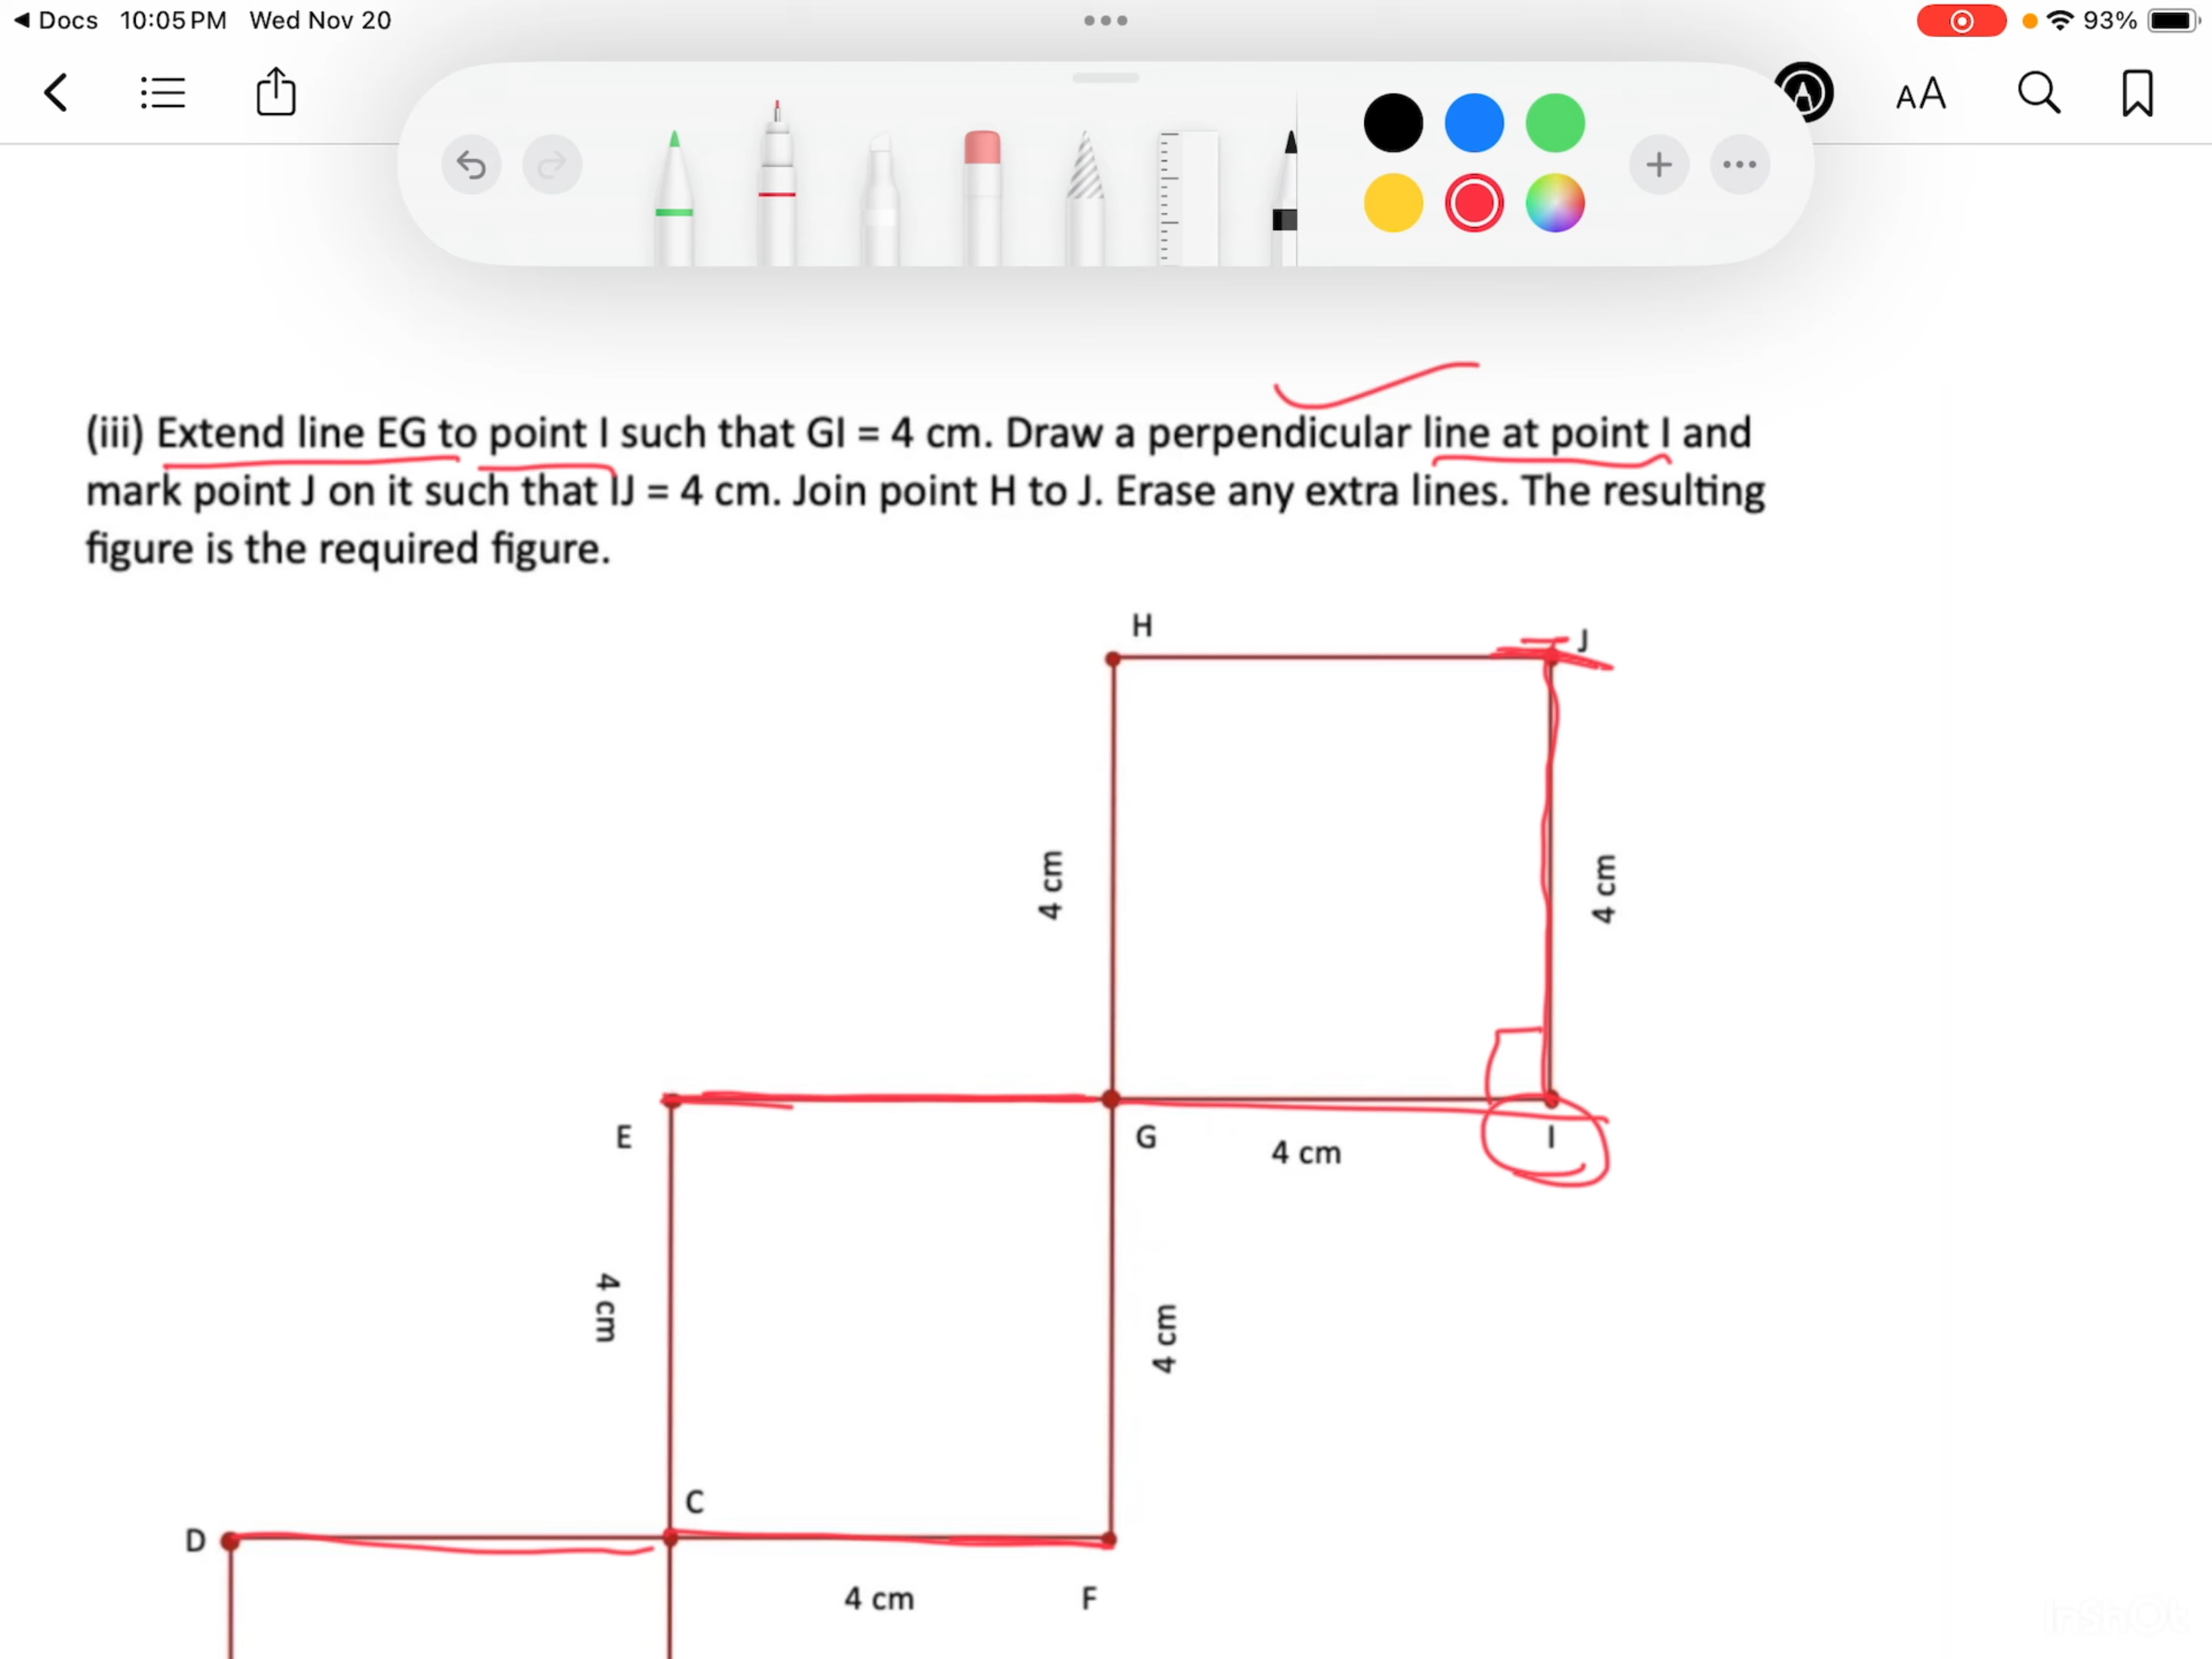 Docs 10:05 PM Wed Nov 20 93%
AA
(iii) Extend line EG to point I such that GI = 4 cm. Draw a perpendicular line at point I and
mark point J on it such that IJ = 4 cm. Join point H to J. Erase any extra lines. The resulting
figure is the required figure.
H
J
4 cm
4 cm
E
G
4 cm
I
4 cm
4 cm
C
D
4 cm
F
InShOt